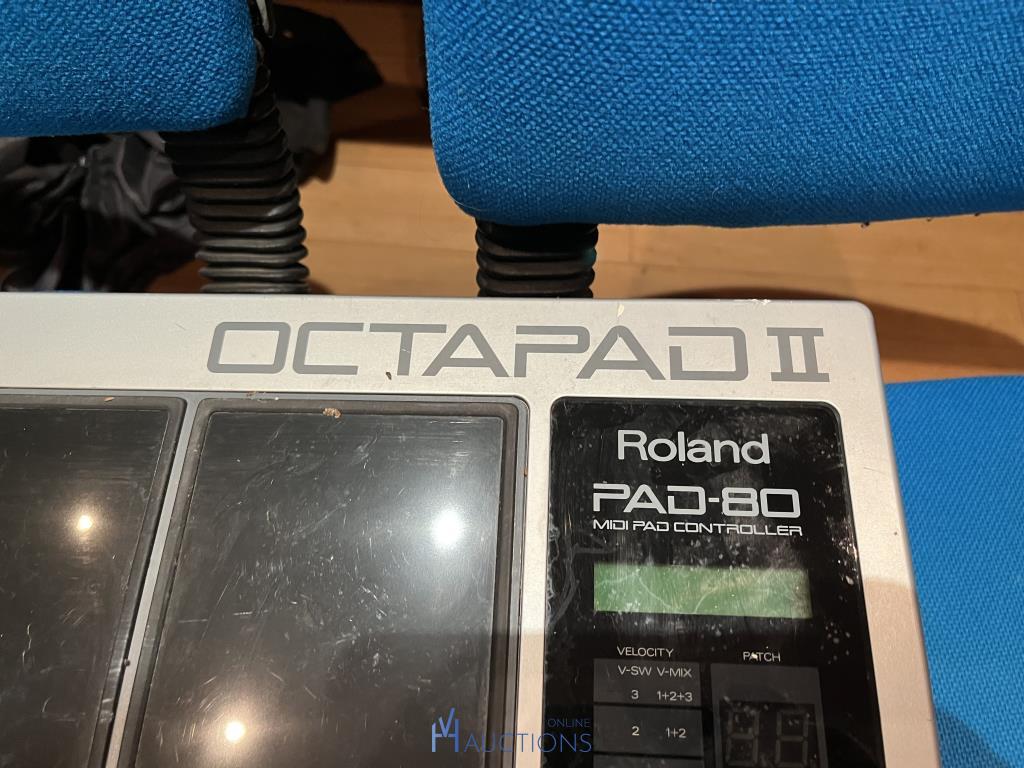 OCTAPAD II
Roland
PAD-80
MIDI PAD CONTROLLER
VELOCITY
V-SW V-MIX
3 1+2+3
2 1+2
PATCH
VH ONLINE
AUCTIONS